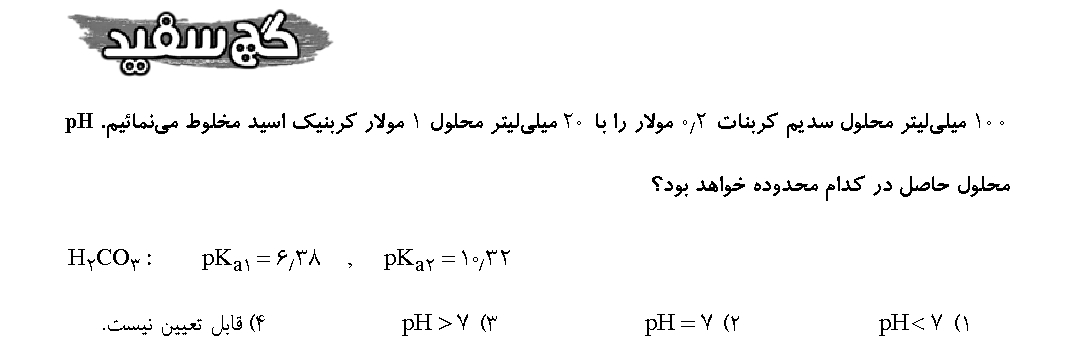 گچ سفید
۱۰۰ میلی‌لیتر محلول سدیم کربنات ۰٫۲ مولار را با ۲۰ میلی‌لیتر محلول ۱ مولار کربنیک اسید مخلوط می‌نمائیم. pH
محلول حاصل در کدام محدوده خواهد بود؟
H₂CO₃ : pKa₁ = ۶٫۳۸ , pKa₂ = ۱۰٫۳۲
۱) pH < ۷ ۲) pH = ۷ ۳) pH > ۷ ۴) قابل تعیین نیست.